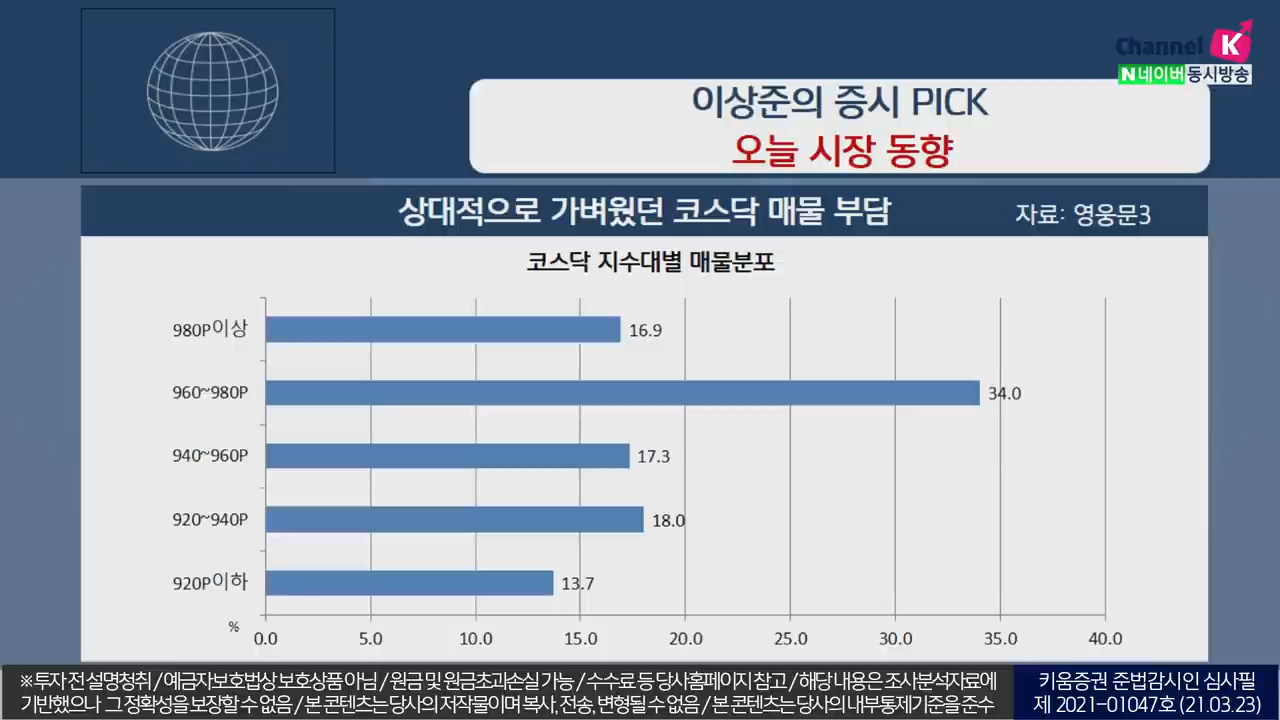 Channel K
N 네이버 동시방송
이상준의 증시 PICK
오늘 시장 동향
상대적으로 가벼웠던 코스닥 매물 부담
자료: 영웅문3
코스닥 지수대별 매물분포
980P이상
16.9
960~980P
34.0
940~960P
17.3
920~940P
18.0
920P이하
13.7
%
0.0 5.0 10.0 15.0 20.0 25.0 30.0 35.0 40.0
※ 투자 전 설명청취 / 예금자보호법상 보호상품 아님 / 원금 및 원금초과손실 가능 / 수수료 등 당사홈페이지 참고 / 해당 내용은 조사분석자료에
기반했으나 그 정확성을 보장할 수 없음 / 본 콘텐츠는 당사의 저작물이며 복사, 전송, 변형될 수 없음 / 본 콘텐츠는 당사의 내부통제기준을 준수
키움증권 준법감시인 심사필
제 2021-01047호 (21.03.23)